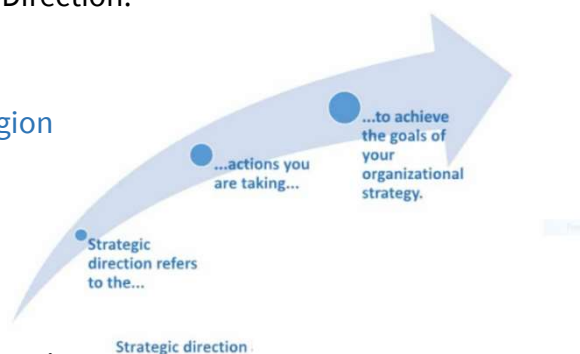 Direction.
gion
...to achieve
the goals of
your
organizational
strategy.
...actions you
are taking...
Strategic
direction refers
to the...
Strategic direction